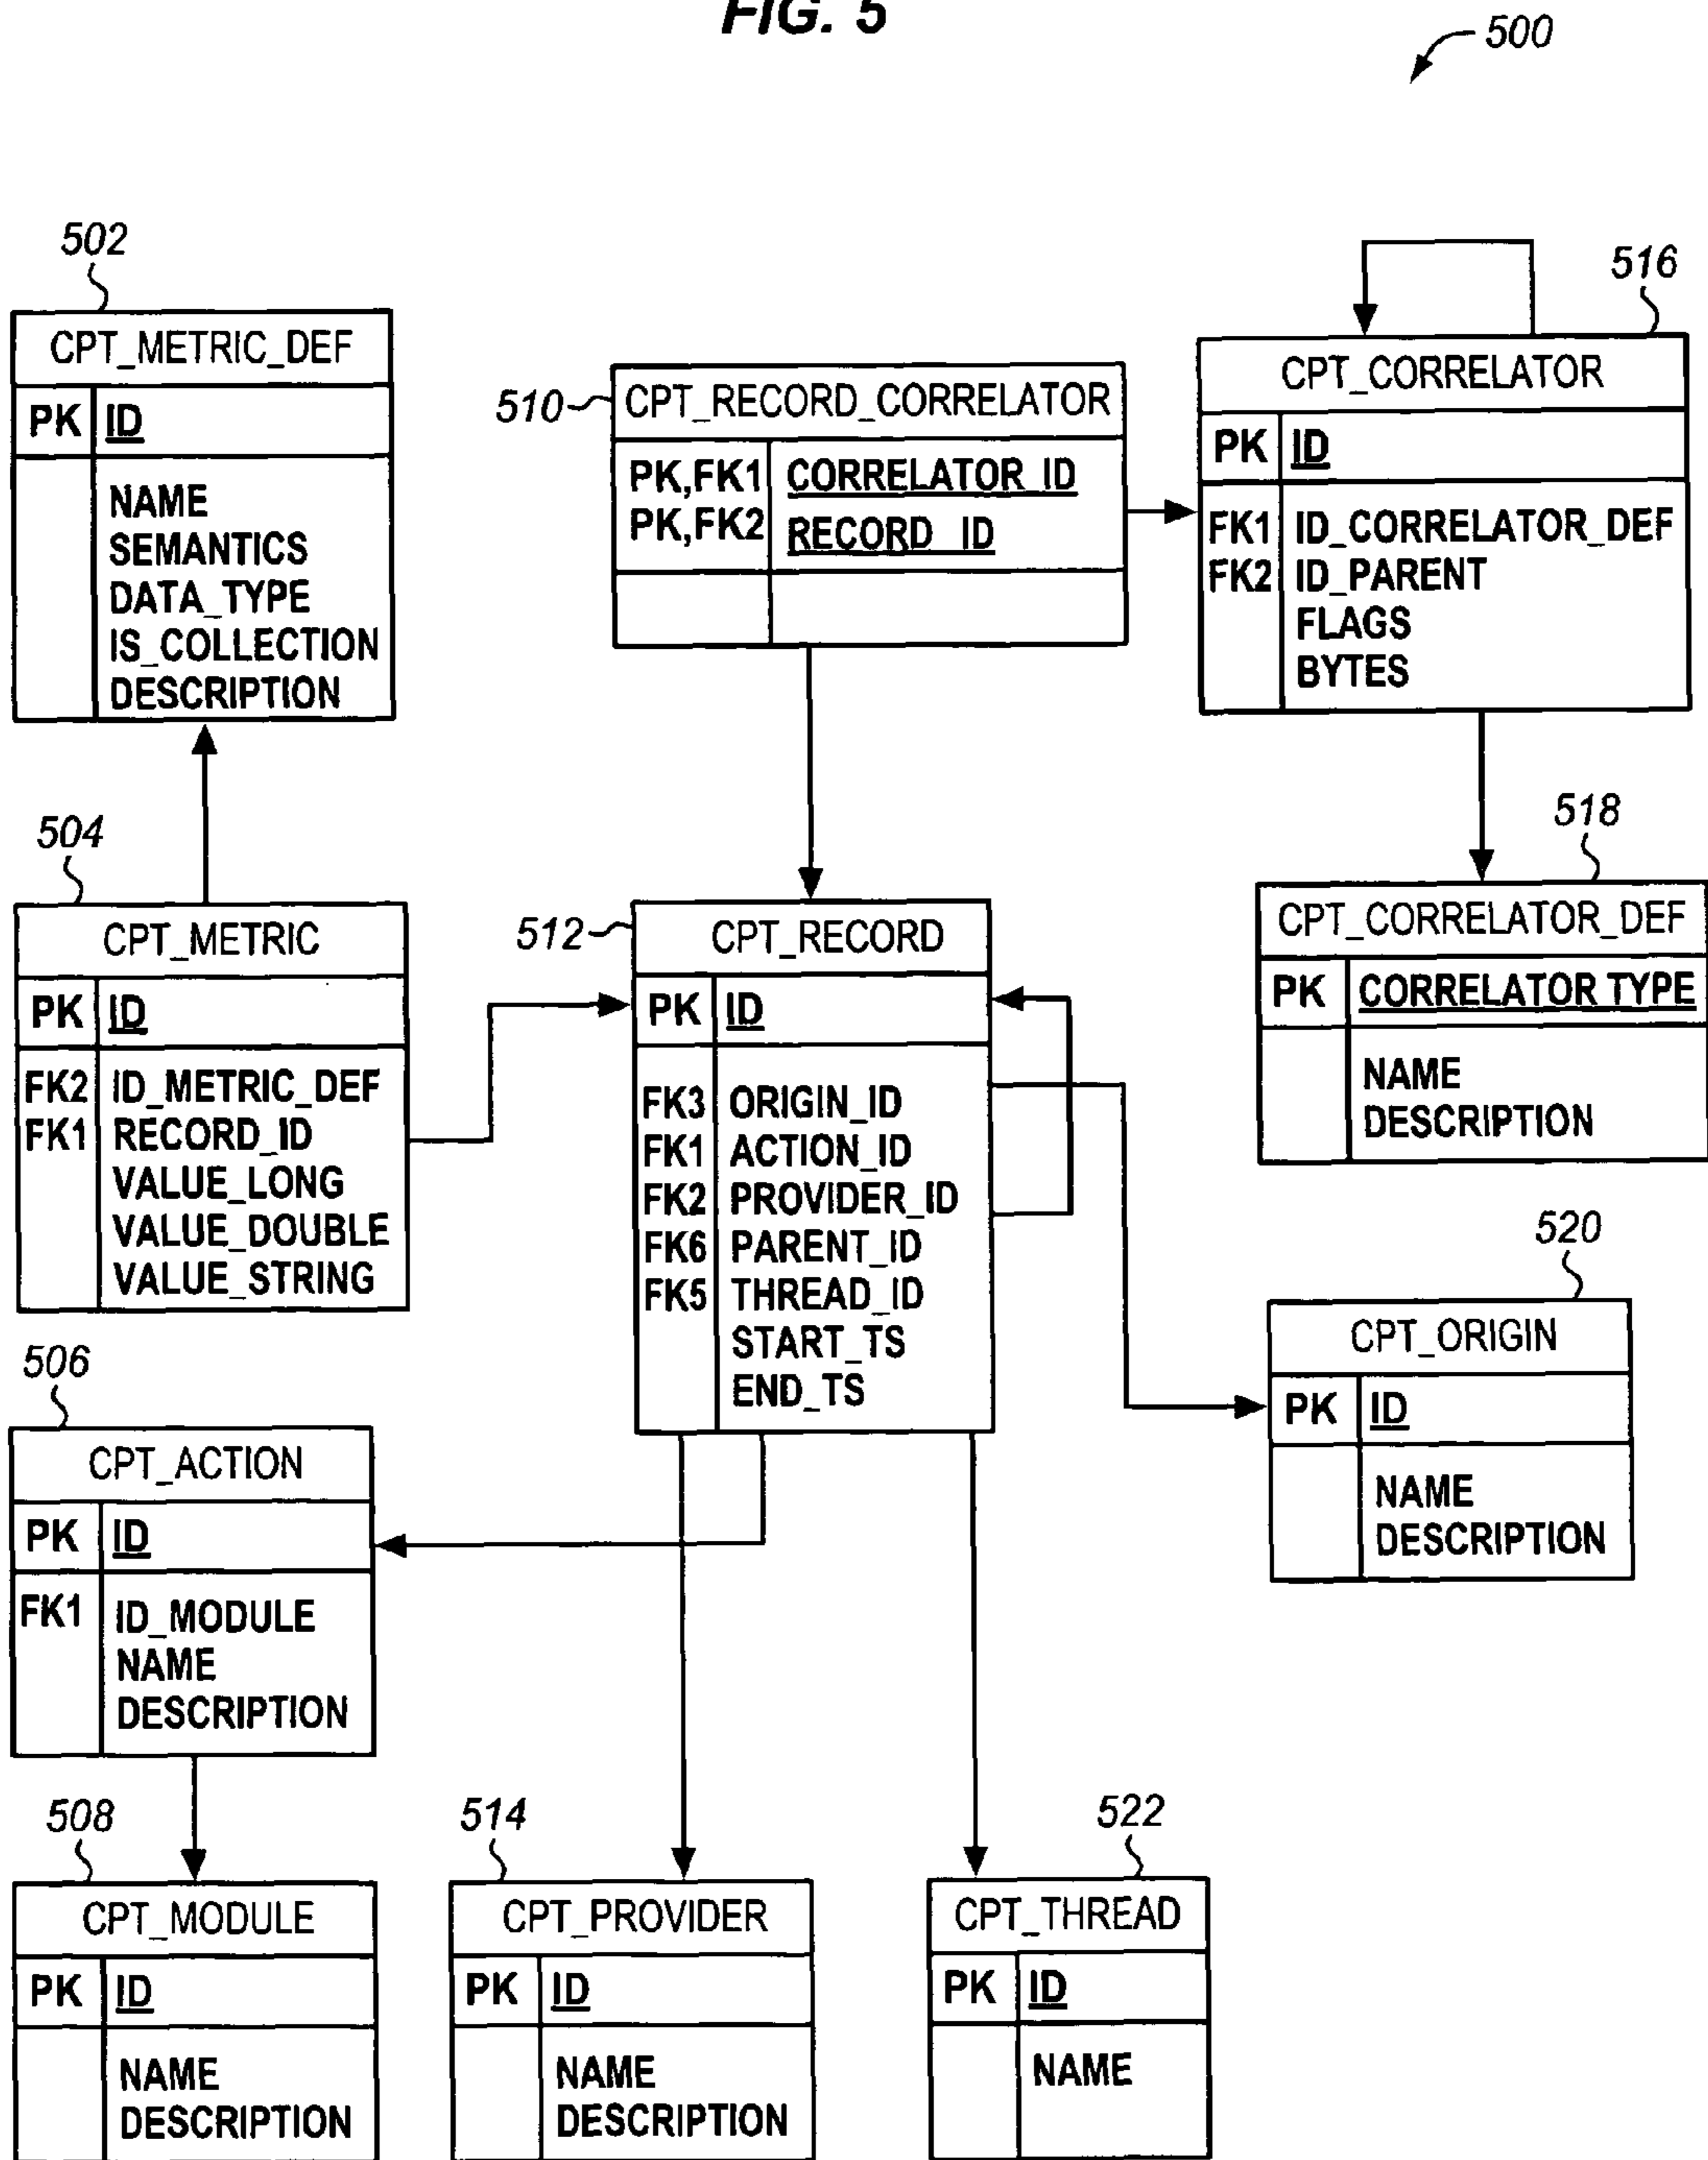 FIG. 5
500
502
CPT_METRIC_DEF
PK ID
NAME
SEMANTICS
DATA_TYPE
IS_COLLECTION
DESCRIPTION
510
CPT_RECORD_CORRELATOR
PK,FK1 CORRELATOR ID
PK,FK2 RECORD ID
516
CPT_CORRELATOR
PK ID
FK1 ID_CORRELATOR_DEF
FK2 ID_PARENT
FLAGS
BYTES
504
CPT_METRIC
PK ID
FK2 ID_METRIC_DEF
FK1 RECORD_ID
VALUE_LONG
VALUE_DOUBLE
VALUE_STRING
512
CPT_RECORD
PK ID
FK3 ORIGIN_ID
FK1 ACTION_ID
FK2 PROVIDER_ID
FK6 PARENT_ID
FK5 THREAD_ID
START_TS
END_TS
518
CPT_CORRELATOR_DEF
PK CORRELATOR TYPE
NAME
DESCRIPTION
520
CPT_ORIGIN
PK ID
NAME
DESCRIPTION
506
CPT_ACTION
PK ID
FK1 ID_MODULE
NAME
DESCRIPTION
508
CPT_MODULE
PK ID
NAME
DESCRIPTION
514
CPT_PROVIDER
PK ID
NAME
DESCRIPTION
522
CPT_THREAD
PK ID
NAME